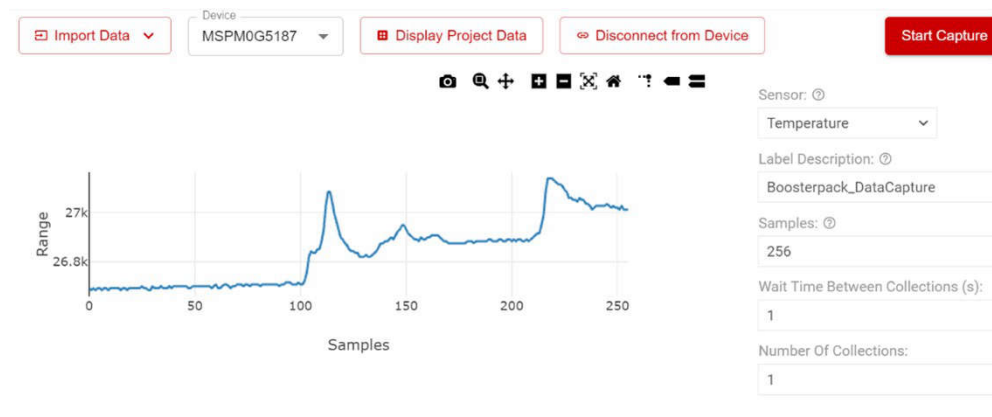 Device
Import Data MSPM0G5187 Display Project Data Disconnect from Device Start Capture
Sensor:
Temperature
Label Description:
Boosterpack_DataCapture
Samples:
256
Wait Time Between Collections (s):
1
Number Of Collections:
1
Range
27k
26.8k
0 50 100 150 200 250
Samples